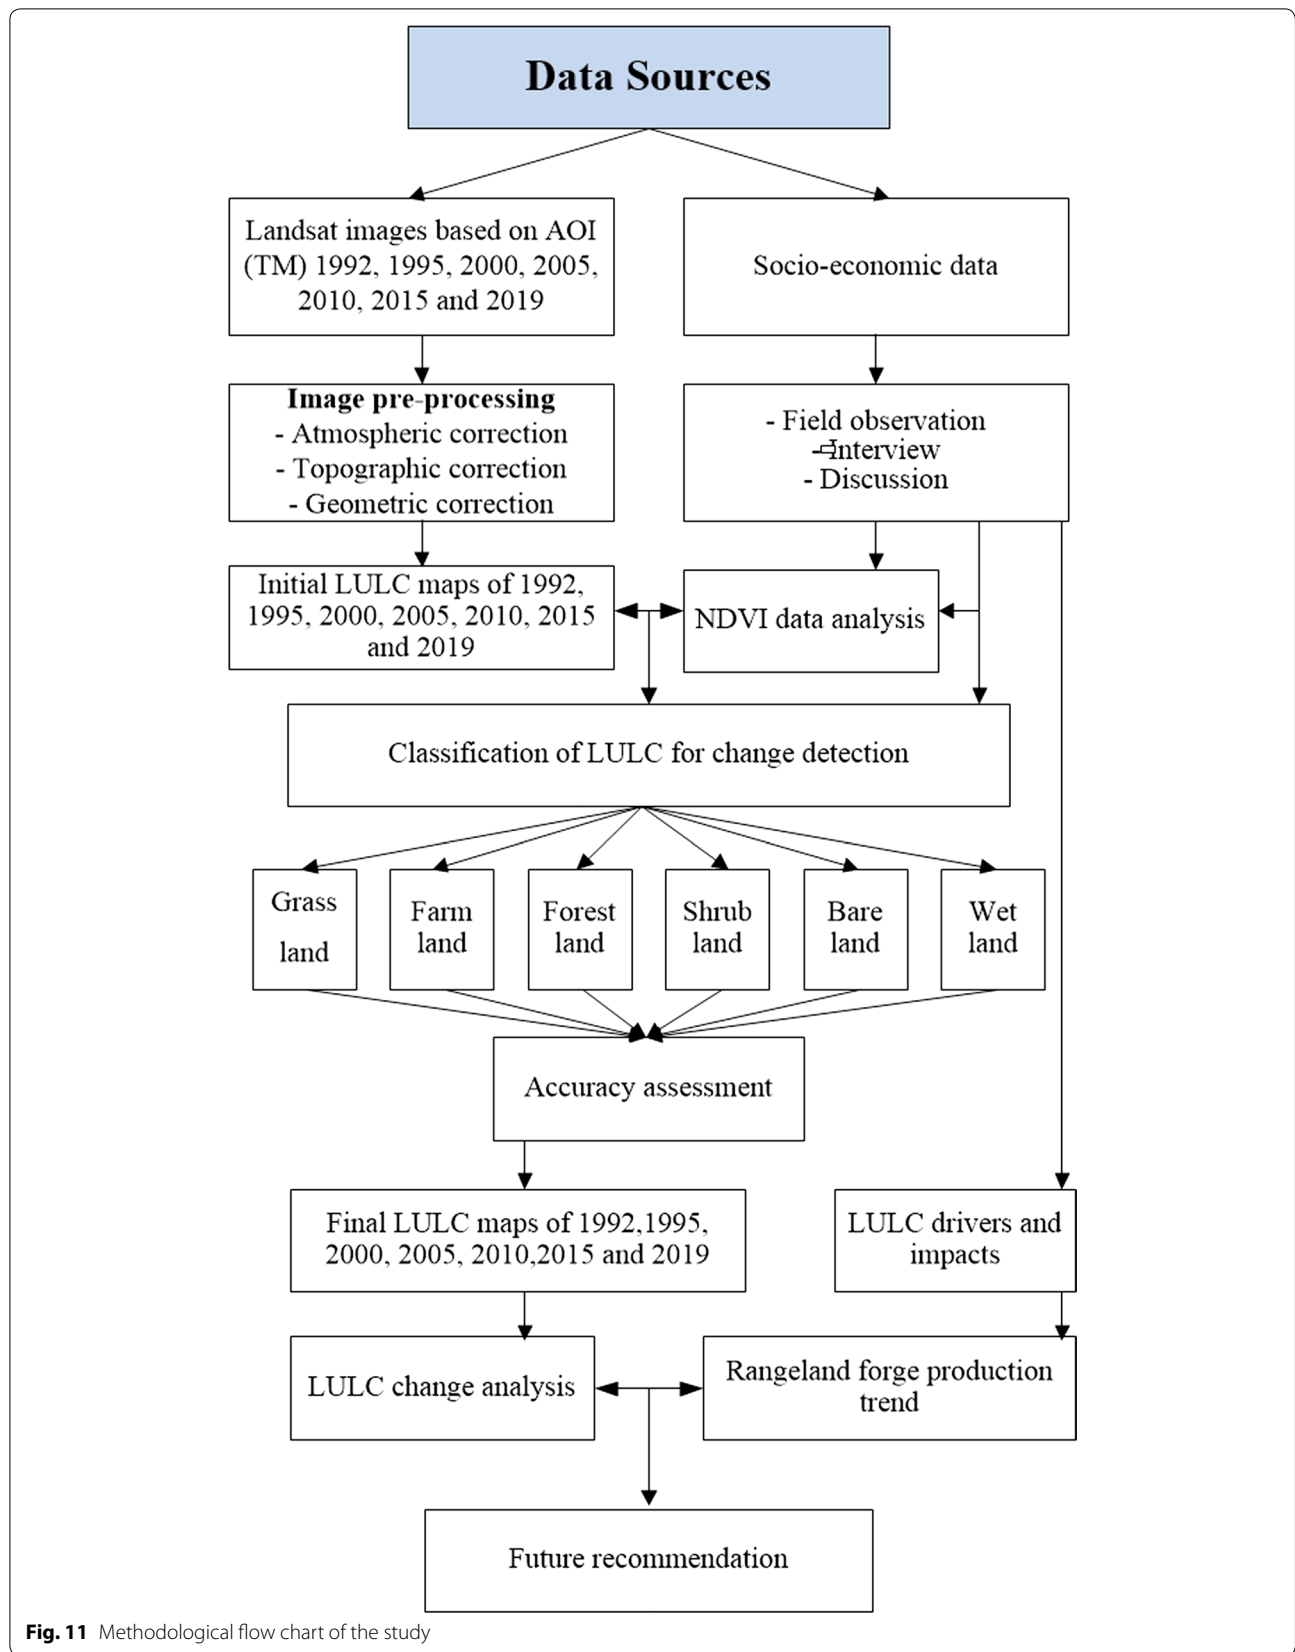 Data Sources
Landsat images based on AOI
(TM) 1992, 1995, 2000, 2005,
2010, 2015 and 2019
Socio-economic data
Image pre-processing
- Atmospheric correction
- Topographic correction
- Geometric correction
- Field observation
- Interview
- Discussion
Initial LULC maps of 1992,
1995, 2000, 2005, 2010, 2015
and 2019
NDVI data analysis
Classification of LULC for change detection
Grass
land
Farm
land
Forest
land
Shrub
land
Bare
land
Wet
land
Accuracy assessment
Final LULC maps of 1992,1995,
2000, 2005, 2010,2015 and 2019
LULC drivers and
impacts
LULC change analysis
Rangeland forge production
trend
Future recommendation
Fig. 11 Methodological flow chart of the study